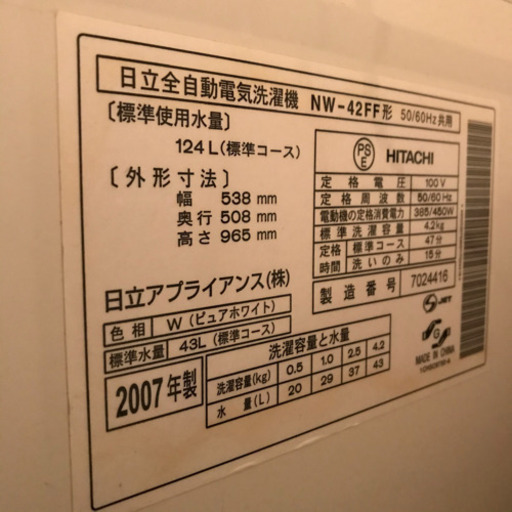 日立全自動電気洗濯機 NW-42FF形 50/60Hz共用
〔標準使用水量〕
124L(標準コース)
〔外形寸法〕
幅 538 mm
奥行 508 mm
高さ 965 mm
日立アプライアンス(株)
色相 W(ピュアホワイト)
標準水量 43L(標準コース)
PSE HITACHI
定格電圧 100V
定格周波数 50/60Hz
電動機の定格消費電力 385/450W
標準洗濯容量 4.2kg
定格時間 標準コース 47分
洗いのみ 15分
製造番号 7024416
JET
SG
MADE IN CHINA
2007年製
洗濯容量と水量
洗濯容量(kg) 0.5 1.0 2.5 4.2
水量(L) 20 29 37 43